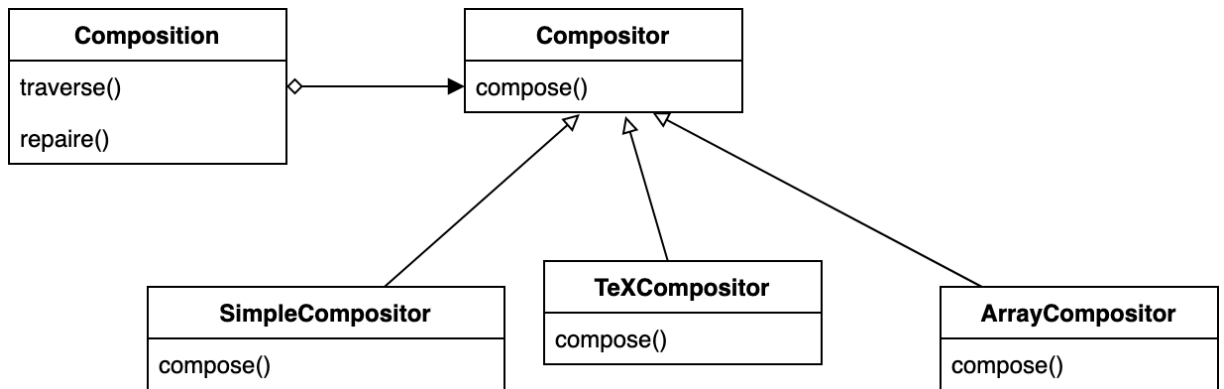 Composition
traverse()
repaire()
Compositor
compose()
SimpleCompositor
compose()
TeXCompositor
compose()
ArrayCompositor
compose()